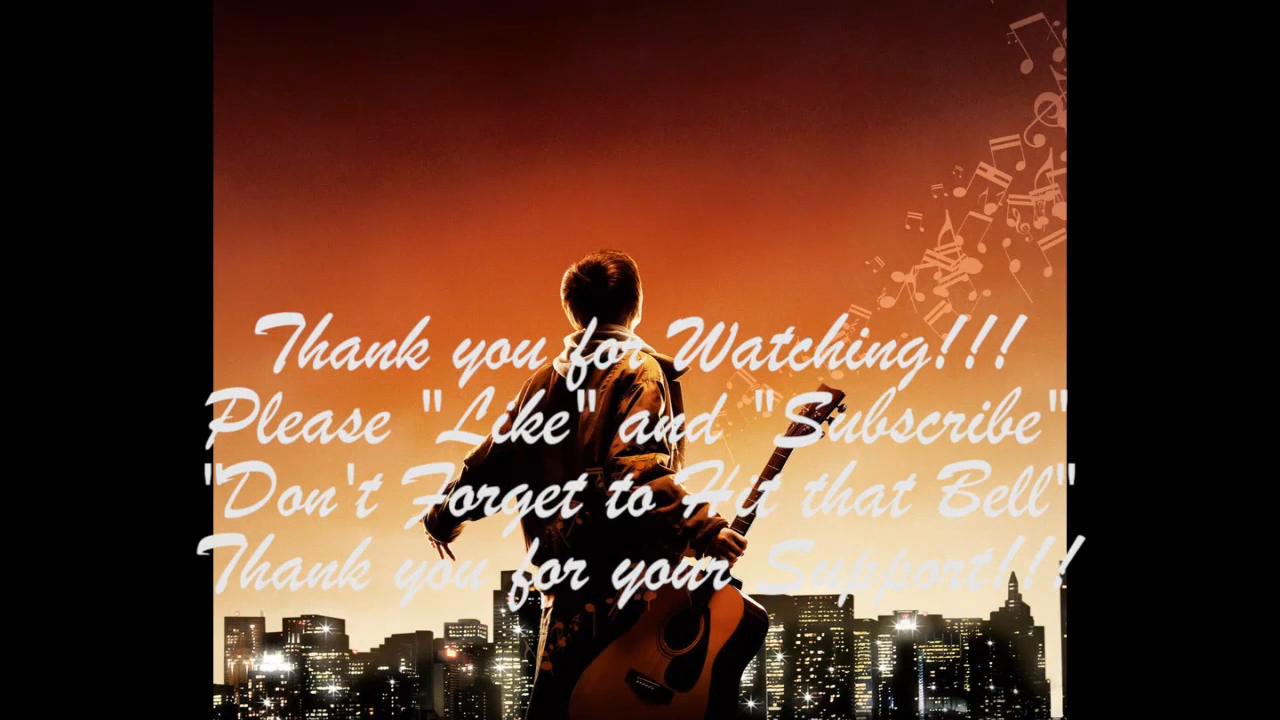 Thank you for Watching!!!
Please "Like" and "Subscribe"
"Don't Forget to Hit that Bell"
Thank you for your Support!!!